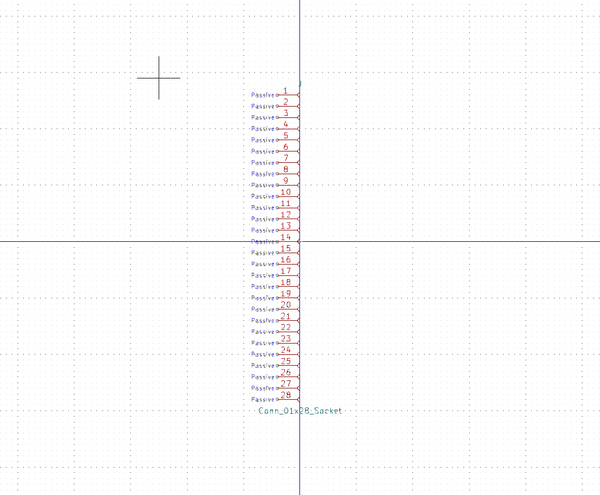 J
1
Passive
2
Passive
3
Passive
4
Passive
5
Passive
6
Passive
7
Passive
8
Passive
9
Passive
10
Passive
11
Passive
12
Passive
13
Passive
14
Passive
15
Passive
16
Passive
17
Passive
18
Passive
19
Passive
20
Passive
21
Passive
22
Passive
23
Passive
24
Passive
25
Passive
26
Passive
27
Passive
28
Passive
Conn_01x28_Socket